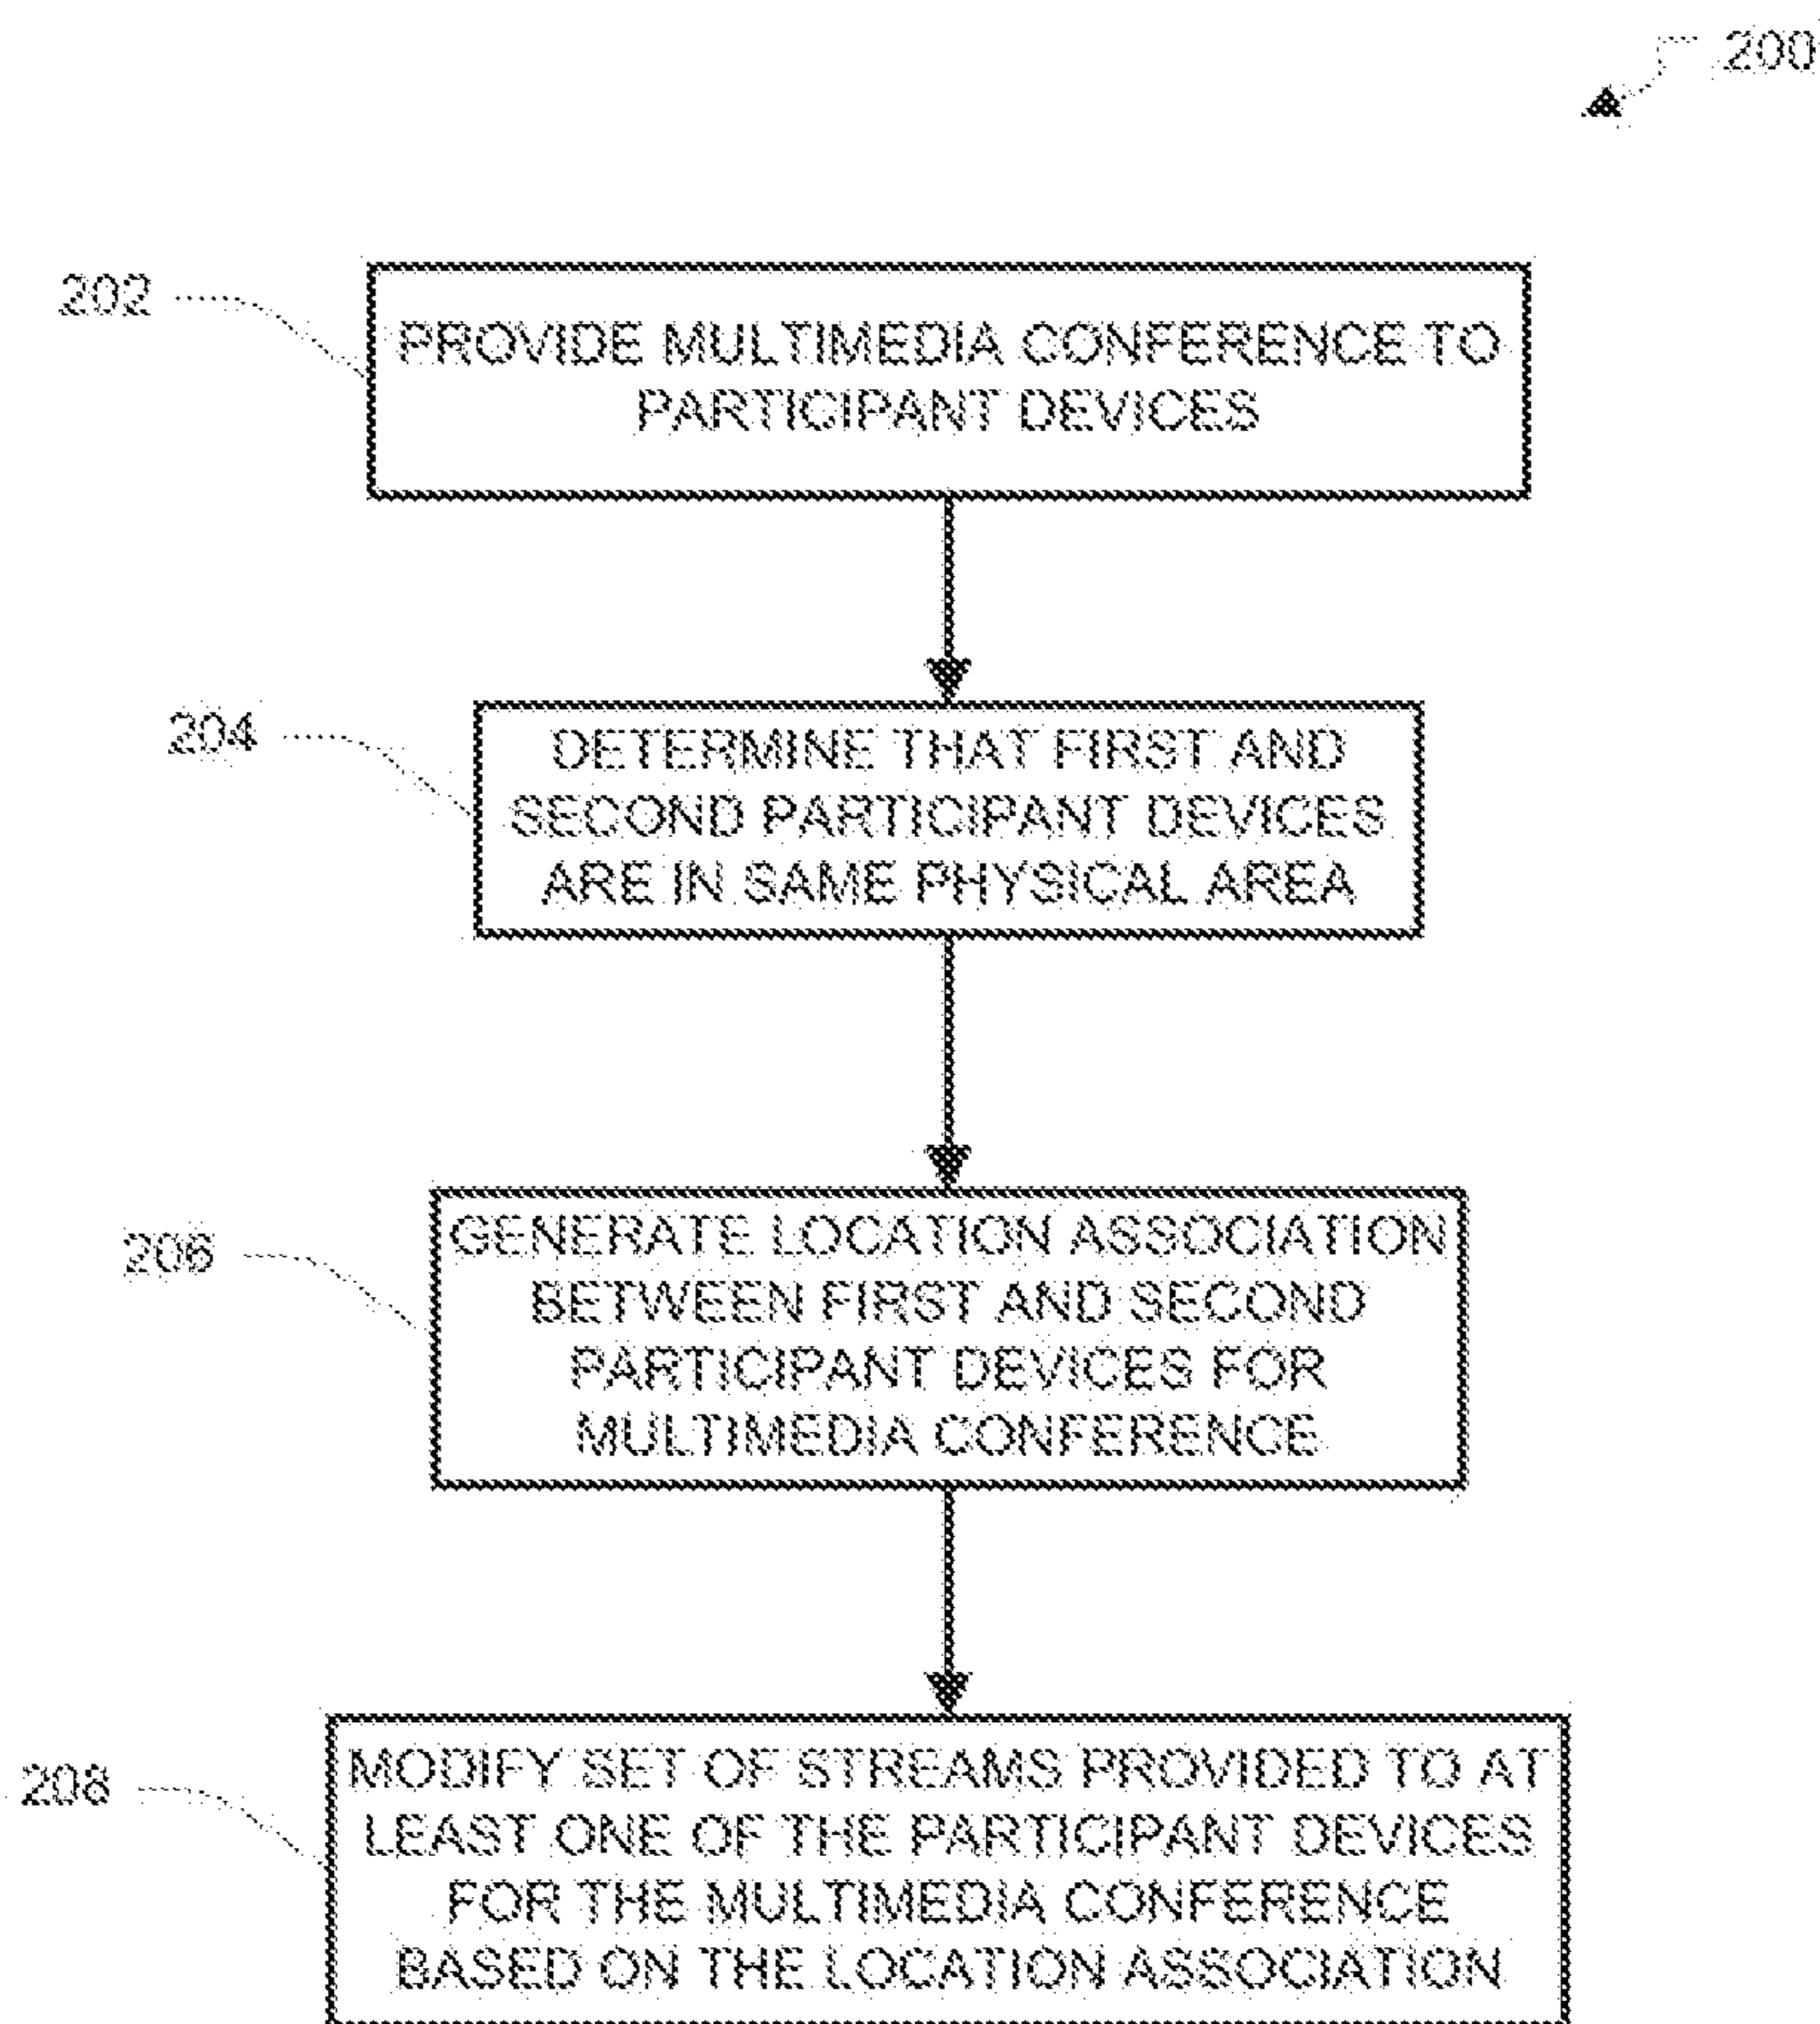 200
202
PROVIDE MULTIMEDIA CONFERENCE TO
PARTICIPANT DEVICES
204
DETERMINE THAT FIRST AND
SECOND PARTICIPANT DEVICES
ARE IN SAME PHYSICAL AREA
206
GENERATE LOCATION ASSOCIATION
BETWEEN FIRST AND SECOND
PARTICIPANT DEVICES FOR
MULTIMEDIA CONFERENCE
208
MODIFY SET OF STREAMS PROVIDED TO AT
LEAST ONE OF THE PARTICIPANT DEVICES
FOR THE MULTIMEDIA CONFERENCE
BASED ON THE LOCATION ASSOCIATION